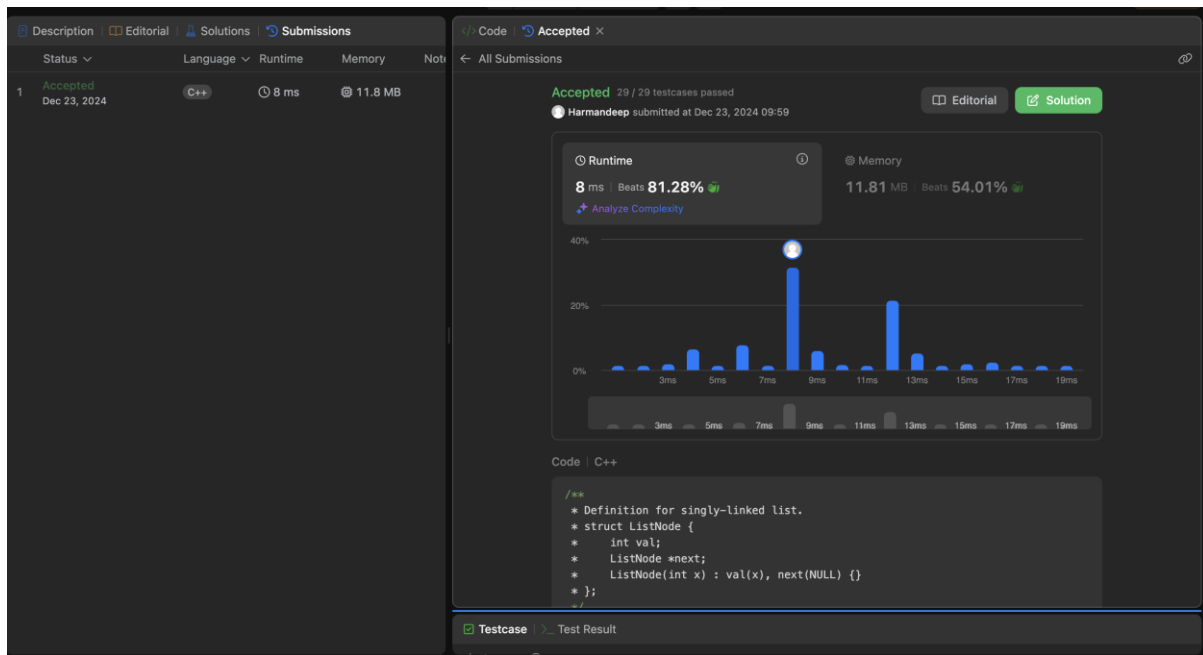 Description | Editorial | Solutions | Submissions
Status Language Runtime Memory Note
1 Accepted C++ 8 ms 11.8 MB
Dec 23, 2024
</> Code | Accepted ×
← All Submissions
Accepted 29 / 29 testcases passed
Harmandeep submitted at Dec 23, 2024 09:59
Editorial
Solution
Runtime
8 ms | Beats 81.28%
Analyze Complexity
Memory
11.81 MB | Beats 54.01%
40%
20%
0%
3ms 5ms 7ms 9ms 11ms 13ms 15ms 17ms 19ms
3ms 5ms 7ms 9ms 11ms 13ms 15ms 17ms 19ms
Code | C++
/**
* Definition for singly-linked list.
* struct ListNode {
*     int val;
*     ListNode *next;
*     ListNode(int x) : val(x), next(NULL) {}
* };
*/
Testcase | >_ Test Result